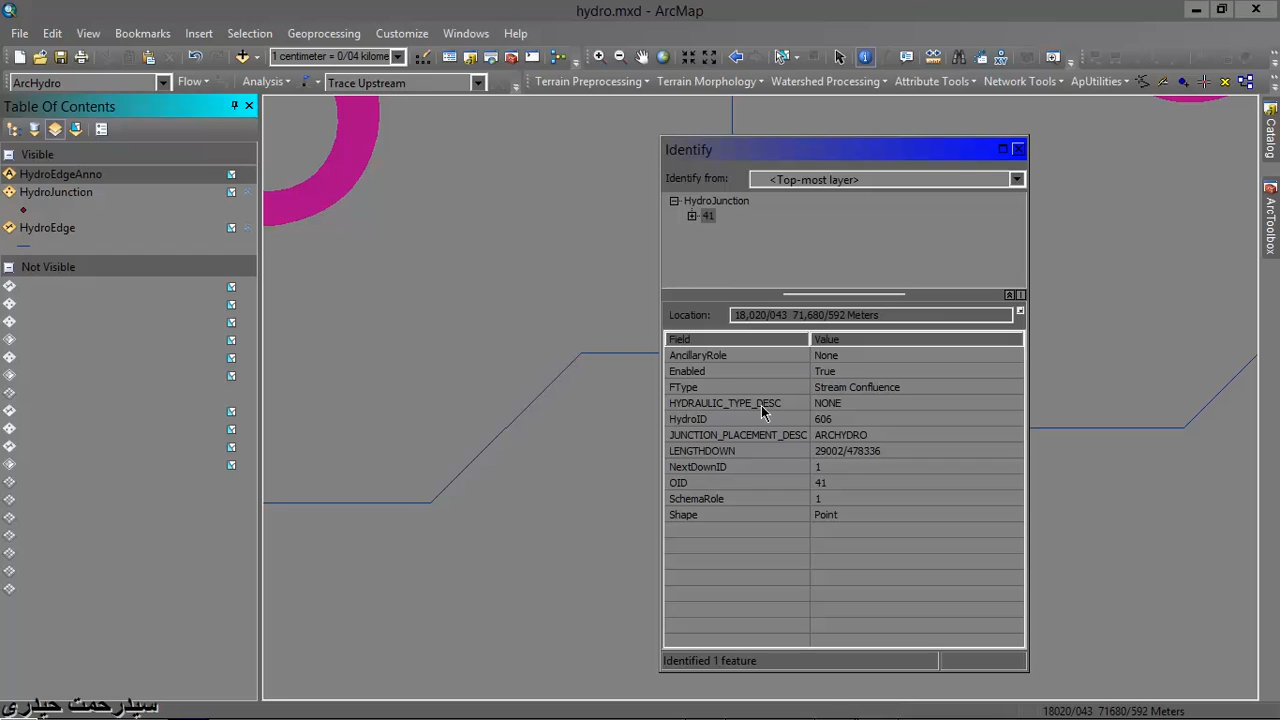 hydro.mxd - ArcMap
File Edit View Bookmarks Insert Selection Geoprocessing Customize Windows Help
1 centimeter = 0/04 kilome
ArcHydro Flow Analysis Trace Upstream Terrain Preprocessing Terrain Morphology Watershed Processing Attribute Tools Network Tools ApUtilities
Table Of Contents
Visible
HydroEdgeAnno
HydroJunction
HydroEdge
Not Visible
Identify
Identify from: <Top-most layer>
HydroJunction
41
Location: 18,020/043 71,680/592 Meters
Field Value
AncillaryRole None
Enabled True
FType Stream Confluence
HYDRAULIC_TYPE_DESC NONE
HydroID 606
JUNCTION_PLACEMENT_DESC ARCHYDRO
LENGTHDOWN 29002/478336
NextDownID 1
OID 41
SchemaRole 1
Shape Point
Identified 1 feature
Catalog
ArcToolbox
سیدرحمت حیدری
18020/043 71680/592 Meters